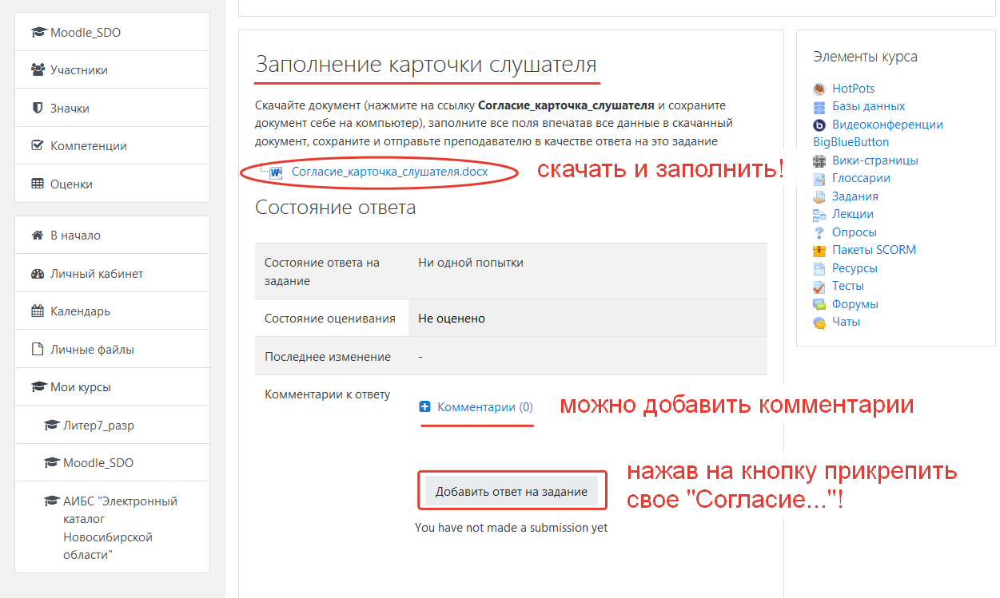 Moodle_SDO
Участники
Значки
Компетенции
Оценки
В начало
Личный кабинет
Календарь
Личные файлы
Мои курсы
Литер7_разр
Moodle_SDO
АИБС "Электронный
каталог
Новосибирской
области"
Заполнение карточки слушателя
Скачайте документ (нажмите на ссылку Согласие_карточка_слушателя и сохраните
документ себе на компьютер), заполните все поля впечатав все данные в скачанный
документ, сохраните и отправьте преподавателю в качестве ответа на это задание
Согласие_карточка_слушателя.docx
скачать и заполнить!
Состояние ответа
Состояние ответа на
задание
Ни одной попытки
Состояние оценивания
Не оценено
Последнее изменение
-
Комментарии к ответу
Комментарии (0)
можно добавить комментарии
Добавить ответ на задание
нажав на кнопку прикрепить
свое "Согласие..."!
You have not made a submission yet
Элементы курса
HotPots
Базы данных
Видеоконференции
BigBlueButton
Вики-страницы
Глоссарии
Задания
Лекции
Опросы
Пакеты SCORM
Ресурсы
Тесты
Форумы
Чаты